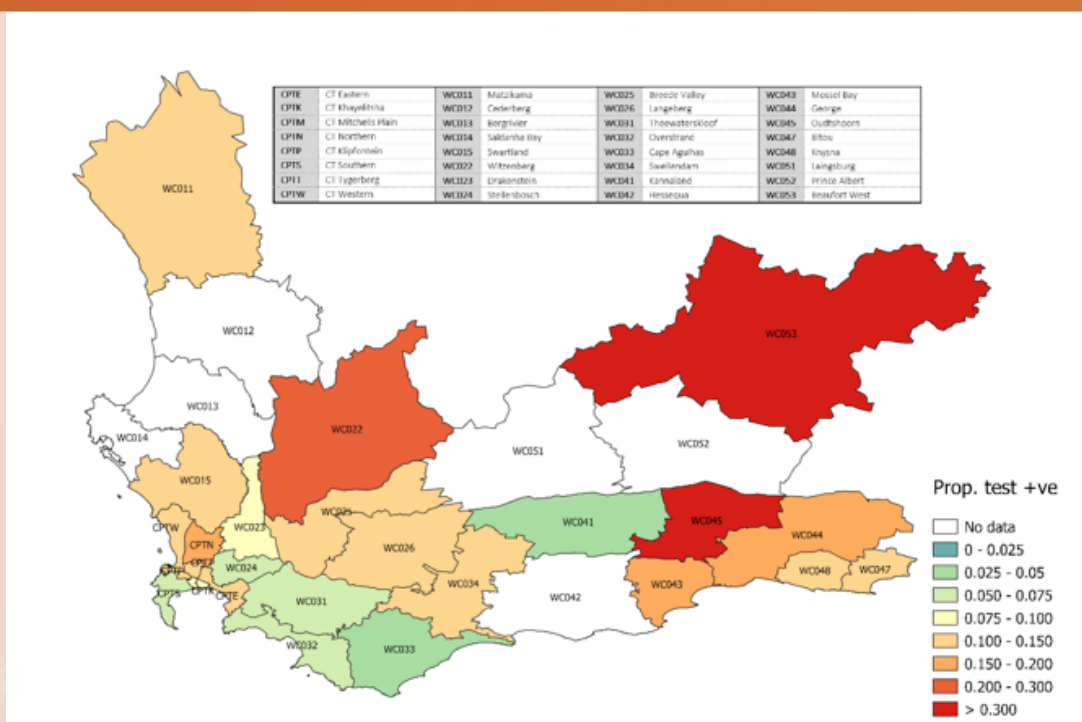 CPTE CT Eastern WC011 Matzikama WC025 Breede Valley WC043 Mossel Bay
CPTK CT Khayelitsha WC012 Cederberg WC026 Langeberg WC044 George
CPTM CT Mitchells Plain WC013 Bergrivier WC031 Theewaterskloof WC045 Oudtshoorn
CPTN CT Northern WC014 Saldanha Bay WC032 Overstrand WC047 Bitou
CPTP CT Klipfontein WC015 Swartland WC033 Cape Agulhas WC048 Knysna
CPTS CT Southern WC022 Witzenberg WC034 Swellendam WC051 Laingsburg
CPTT CT Tygerberg WC023 Drakenstein WC041 Kannaland WC052 Prince Albert
CPTW CT Western WC024 Stellenbosch WC042 Hessequa WC053 Beaufort West
WC011
WC012
WC053
WC013
WC022
WC014
WC052
WC051
WC015
WC025
WC041
WC045
CPTW
WC023
WC044
CPTN
WC026
WC024
WC034
WC043
WC048
WC047
CPTS
CPTK
CPTE
WC031
WC042
WC032
WC033
Prop. test +ve
No data
0 - 0.025
0.025 - 0.05
0.050 - 0.075
0.075 - 0.100
0.100 - 0.150
0.150 - 0.200
0.200 - 0.300
> 0.300